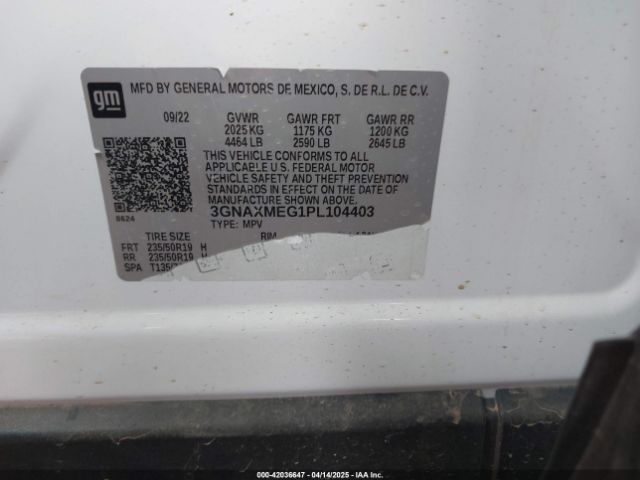 gm
MFD BY GENERAL MOTORS DE MEXICO, S. DE R.L. DE C.V.
09/22 GVWR GAWR FRT GAWR RR
2025 KG 1175 KG 1200 KG
4464 LB 2590 LB 2645 LB
THIS VEHICLE CONFORMS TO ALL
APPLICABLE U.S. FEDERAL MOTOR
VEHICLE SAFETY AND THEFT PREVENTION
STANDARDS IN EFFECT ON THE DATE OF
MANUFACTURE SHOWN ABOVE.
8624 3GNAXMEG1PL104403
TYPE: MPV
TIRE SIZE RIM
FRT 235/50R19 H
RR 235/50R19
SPA
000-42036647 - 04/14/2025 - IAAI.COM